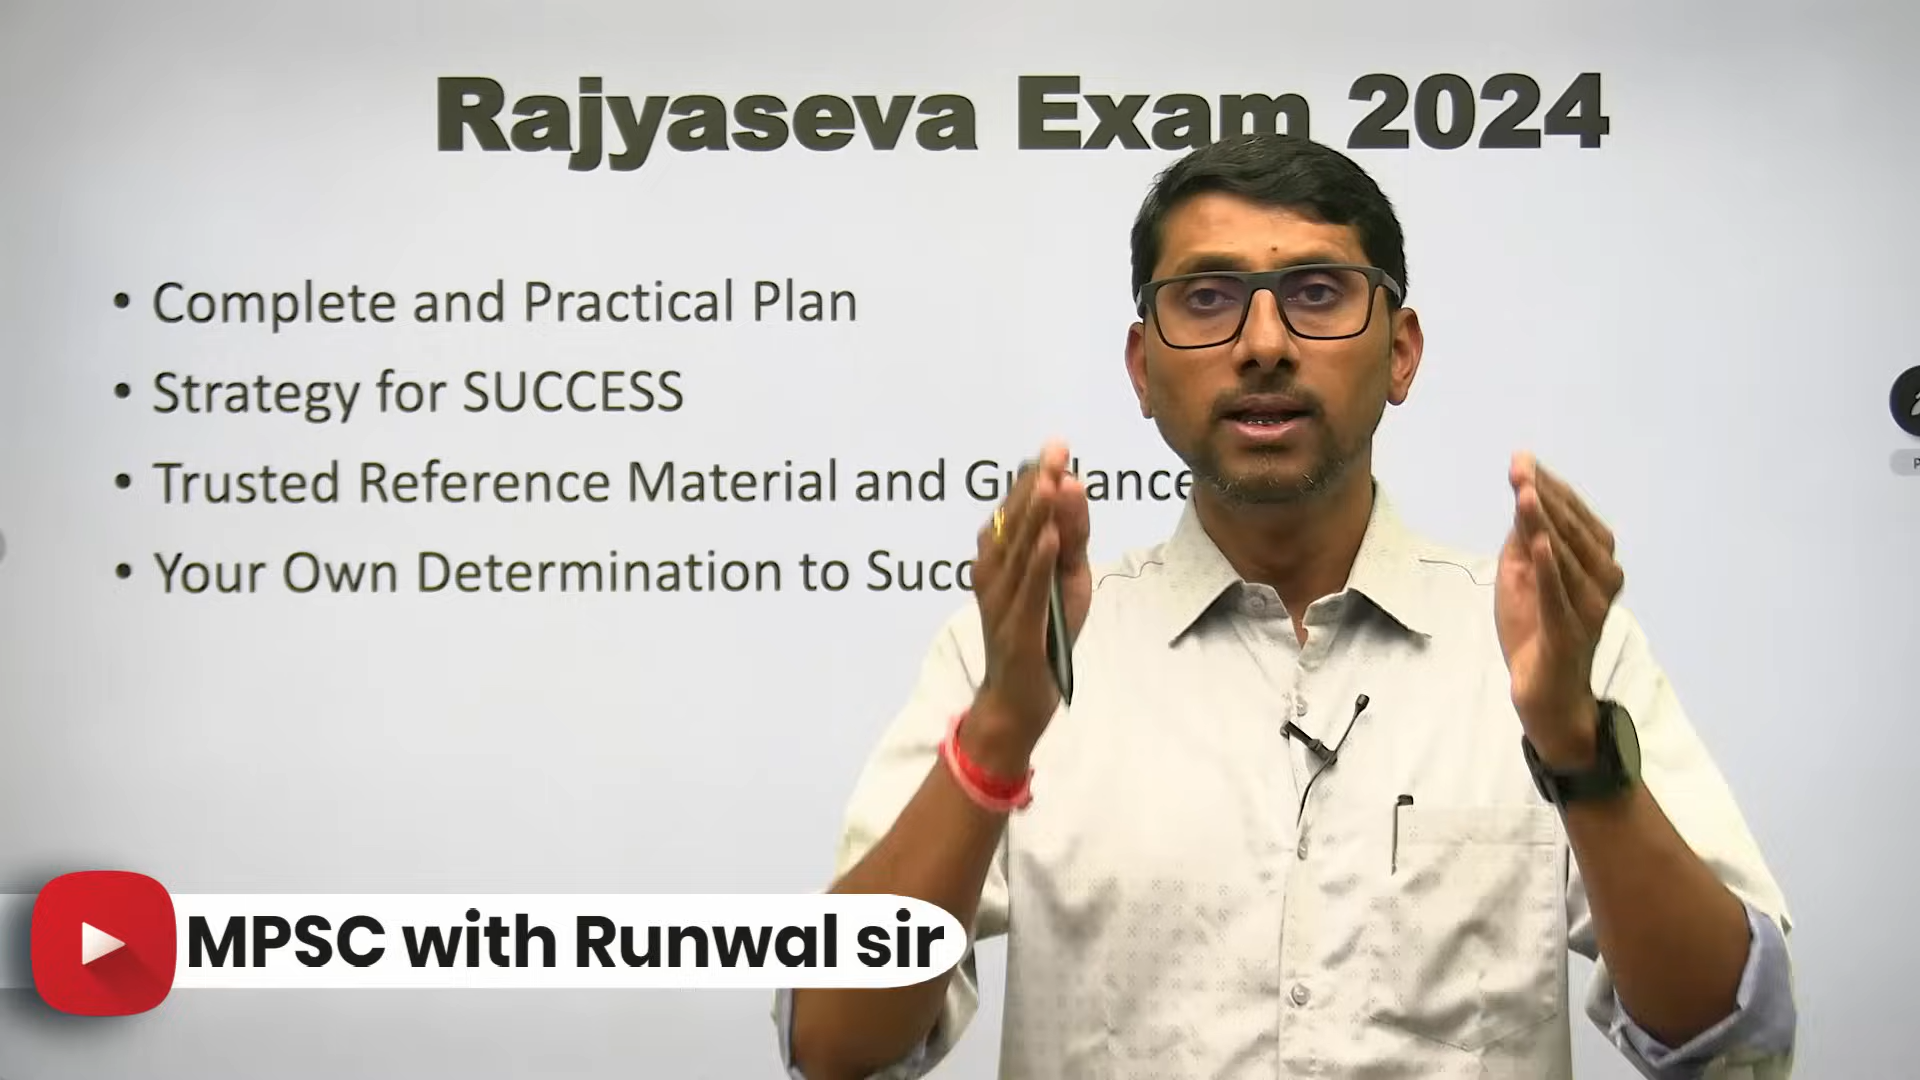 Rajyaseva Exam 2024
• Complete and Practical Plan
• Strategy for SUCCESS
• Trusted Reference Material and Guidance
• Your Own Determination to
MPSC with Runwal sir